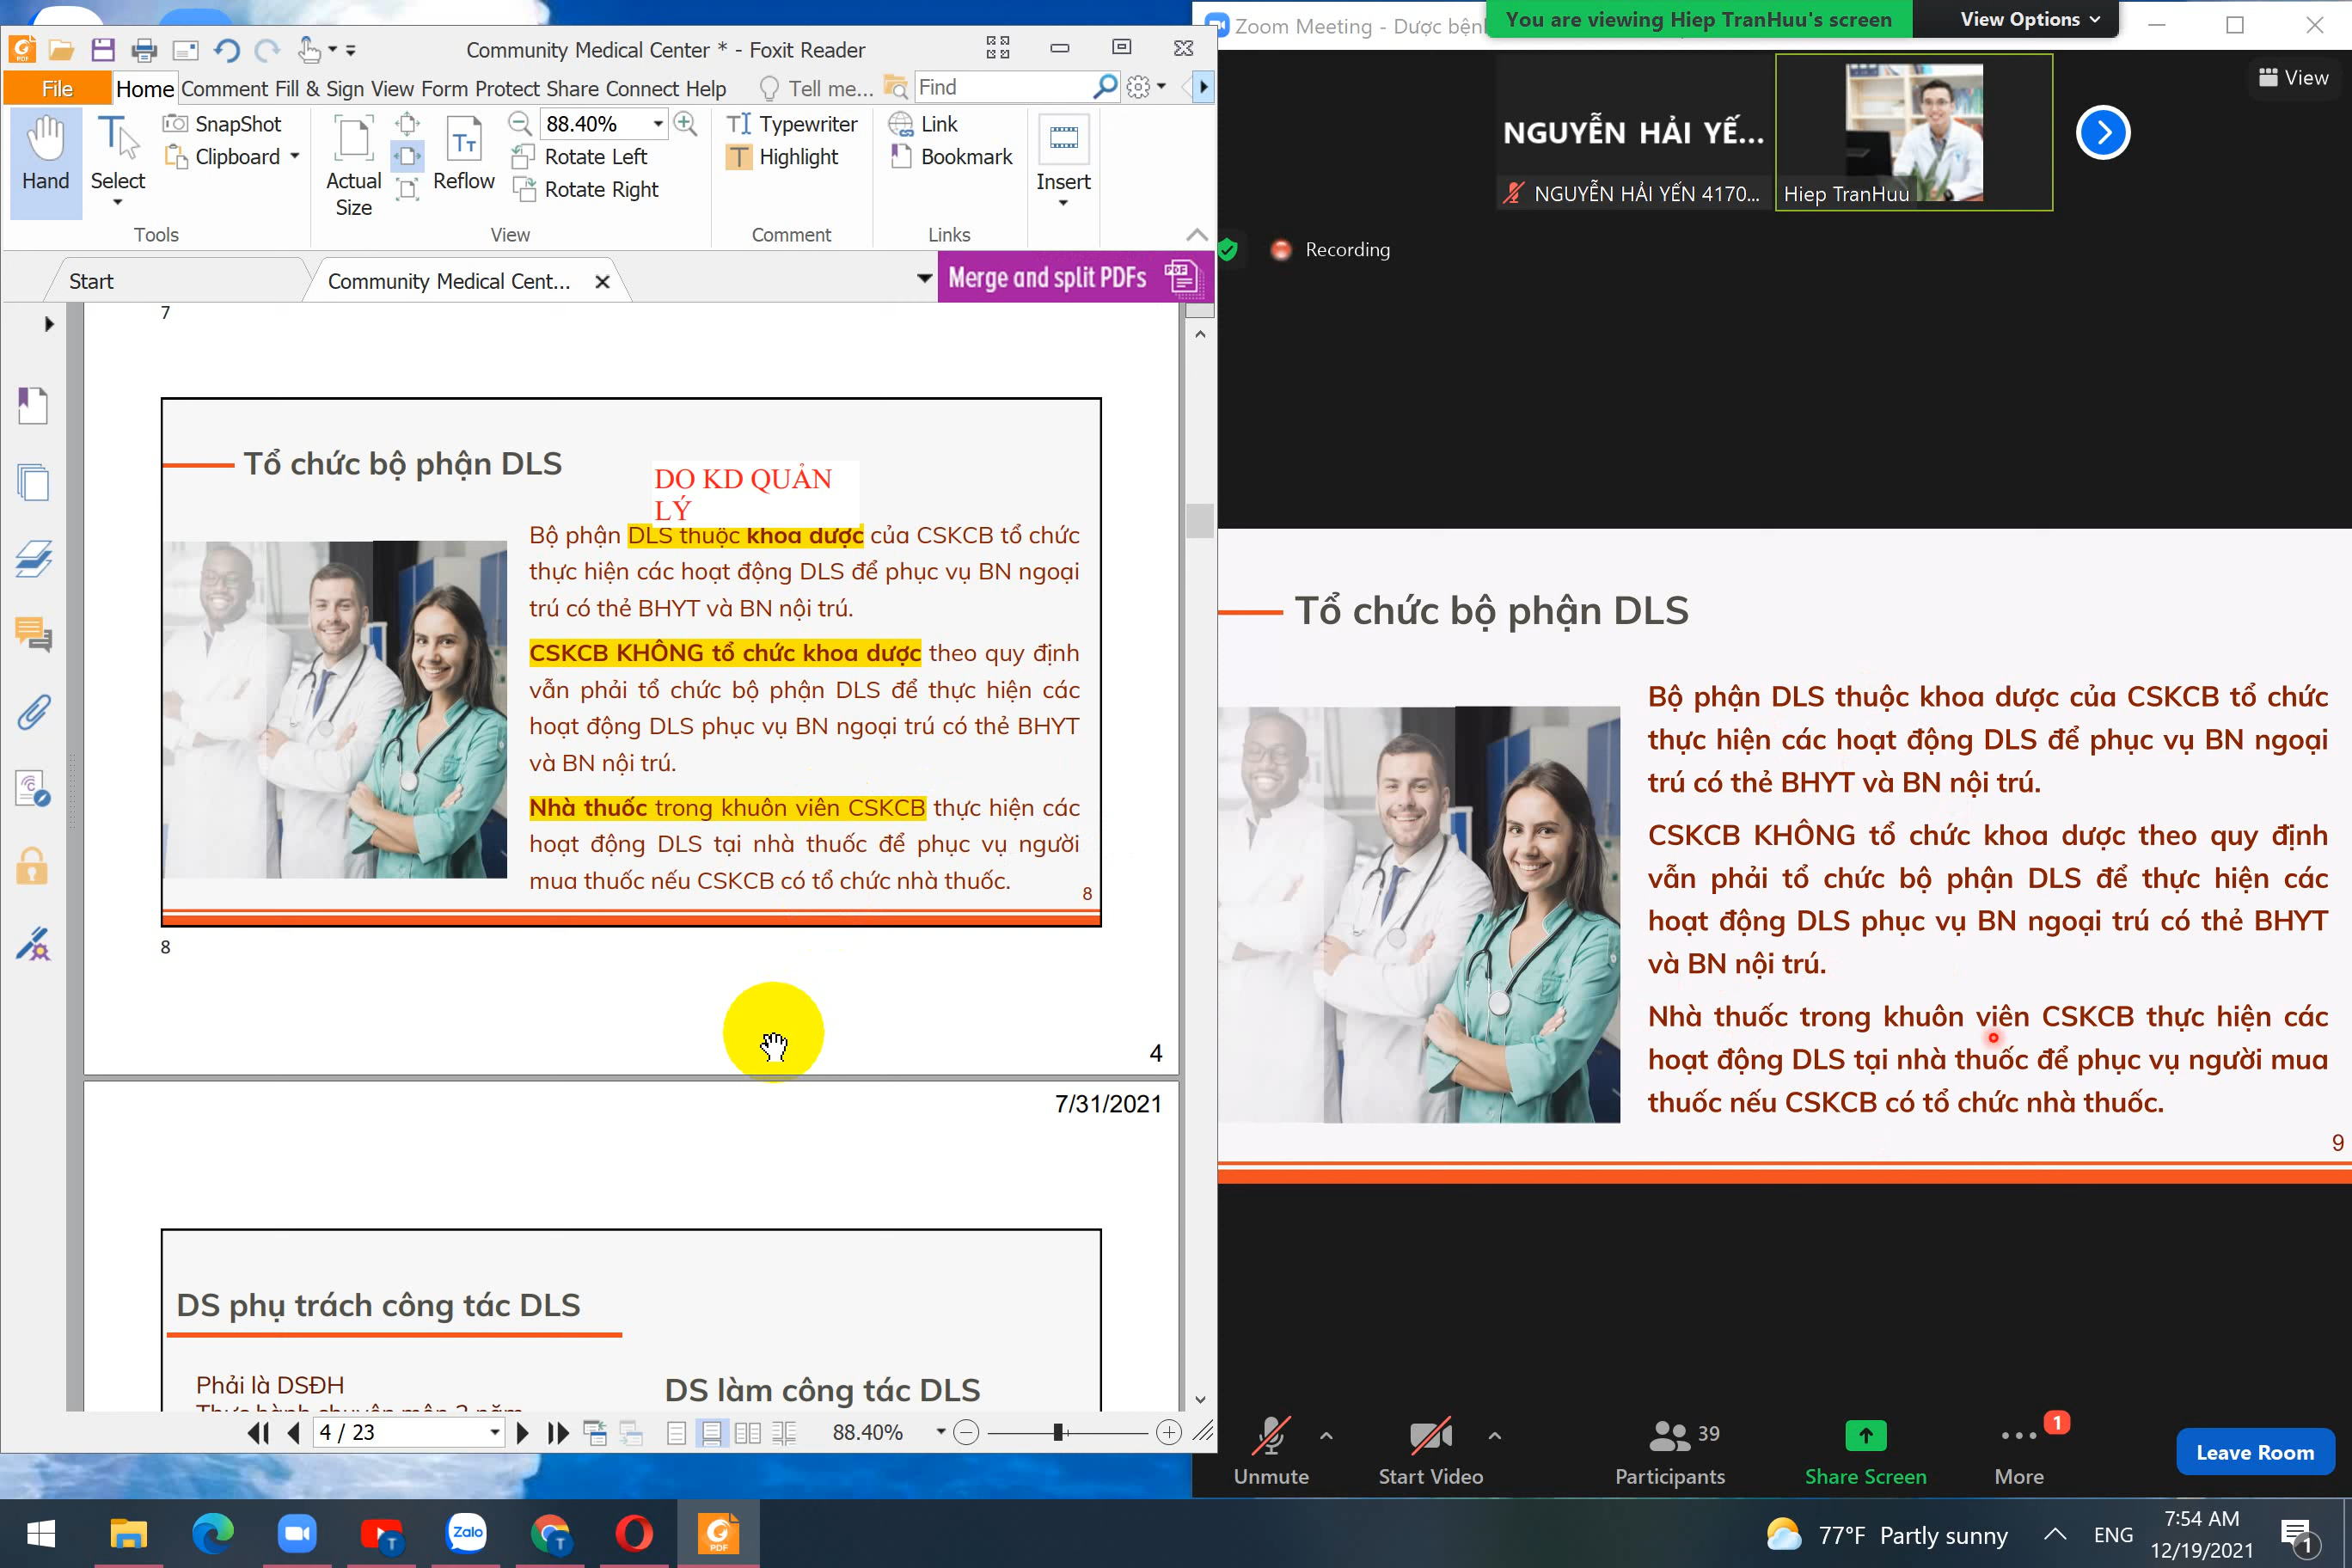 Community Medical Center * - Foxit Reader
File Home Comment Fill & Sign View Form Protect Share Connect Help Tell me... Find
Hand
Select
SnapShot
Clipboard
Tools
Actual Size
Reflow
88.40%
Rotate Left
Rotate Right
View
Typewriter
Highlight
Comment
Link
Bookmark
Links
Insert
Start
Community Medical Cent...
Merge and split PDFs
7
Tổ chức bộ phận DLS
DO KD QUẢN
LÝ
Bộ phận DLS thuộc khoa dược của CSKCB tổ chức
thực hiện các hoạt động DLS để phục vụ BN ngoại
trú có thẻ BHYT và BN nội trú.
CSKCB KHÔNG tổ chức khoa dược theo quy định
vẫn phải tổ chức bộ phận DLS để thực hiện các
hoạt động DLS phục vụ BN ngoại trú có thẻ BHYT
và BN nội trú.
Nhà thuốc trong khuôn viên CSKCB thực hiện các
hoạt động DLS tại nhà thuốc để phục vụ người
mua thuốc nếu CSKCB có tổ chức nhà thuốc.
8
8
4
7/31/2021
DS phụ trách công tác DLS
Phải là DSĐH
DS làm công tác DLS
4 / 23
88.40%
Zoom Meeting - Dược bện
You are viewing Hiep TranHuu's screen
View Options
View
NGUYỄN HẢI YẾ...
NGUYỄN HẢI YẾN 4170...
Hiep TranHuu
Recording
Tổ chức bộ phận DLS
Bộ phận DLS thuộc khoa dược của CSKCB tổ chức
thực hiện các hoạt động DLS để phục vụ BN ngoại
trú có thẻ BHYT và BN nội trú.
CSKCB KHÔNG tổ chức khoa dược theo quy định
vẫn phải tổ chức bộ phận DLS để thực hiện các
hoạt động DLS phục vụ BN ngoại trú có thẻ BHYT
và BN nội trú.
Nhà thuốc trong khuôn viên CSKCB thực hiện các
hoạt động DLS tại nhà thuốc để phục vụ người mua
thuốc nếu CSKCB có tổ chức nhà thuốc.
9
Unmute
Start Video
39
Participants
Share Screen
1
More
Leave Room
Zalo
T
T
PDF
77°F Partly sunny
ENG
7:54 AM
12/19/2021
1